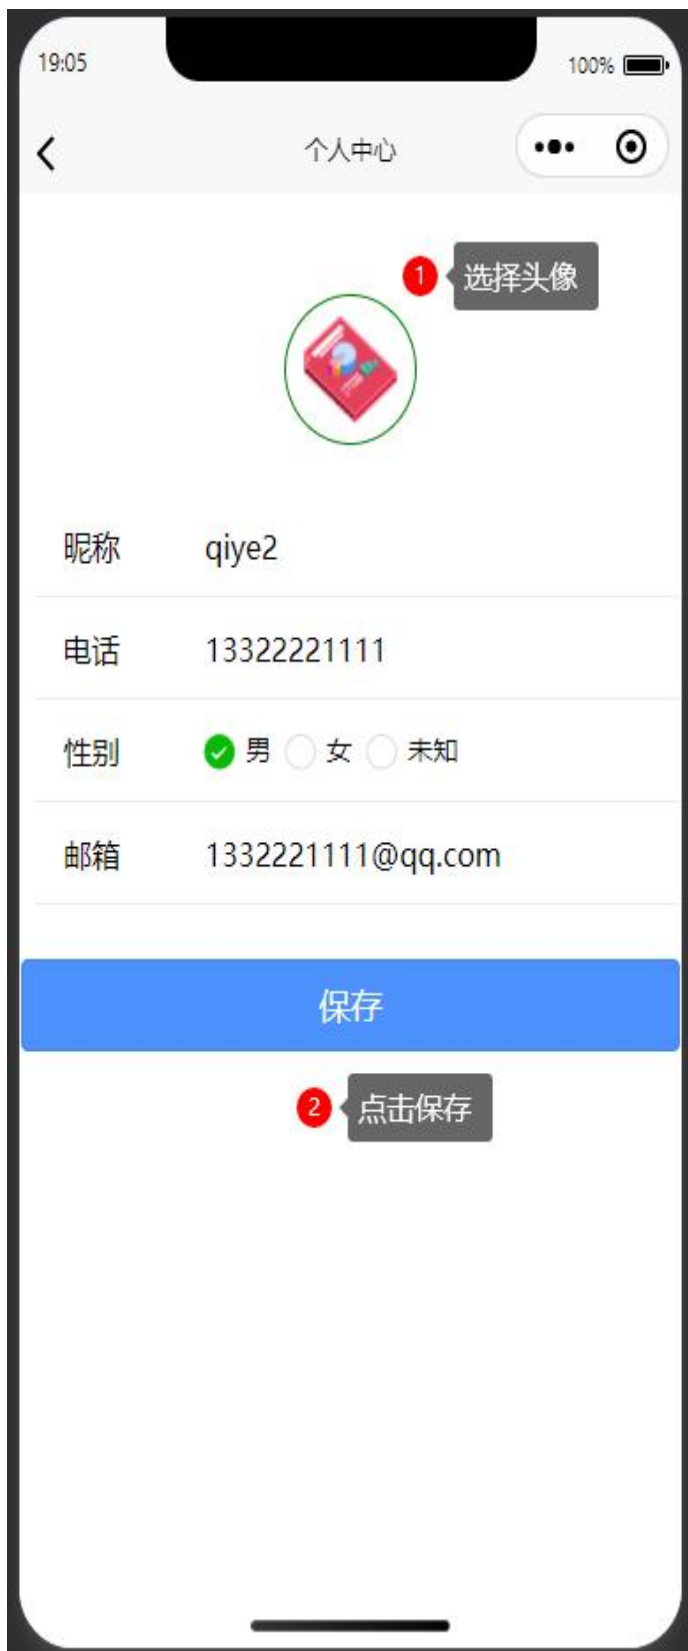 19:05
100%
个人中心
1 选择头像
昵称 qiye2
电话 13322221111
性别 男 女 未知
邮箱 1332221111@qq.com
保存
2 点击保存